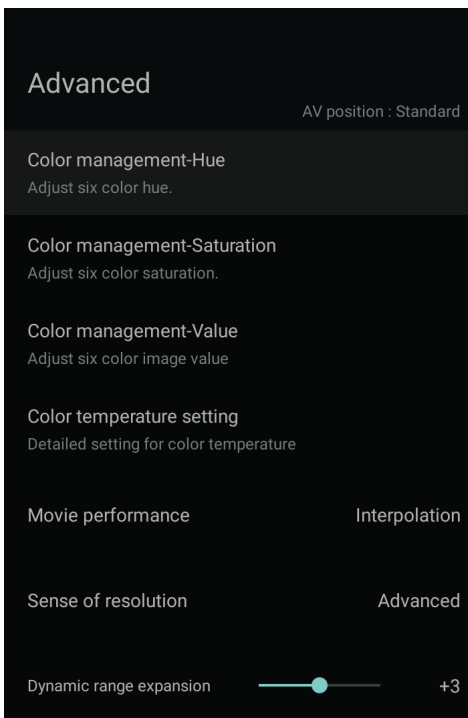 Advanced
AV position : Standard
Color management-Hue
Adjust six color hue.
Color management-Saturation
Adjust six color saturation.
Color management-Value
Adjust six color image value
Color temperature setting
Detailed setting for color temperature
Movie performance Interpolation
Sense of resolution Advanced
Dynamic range expansion +3